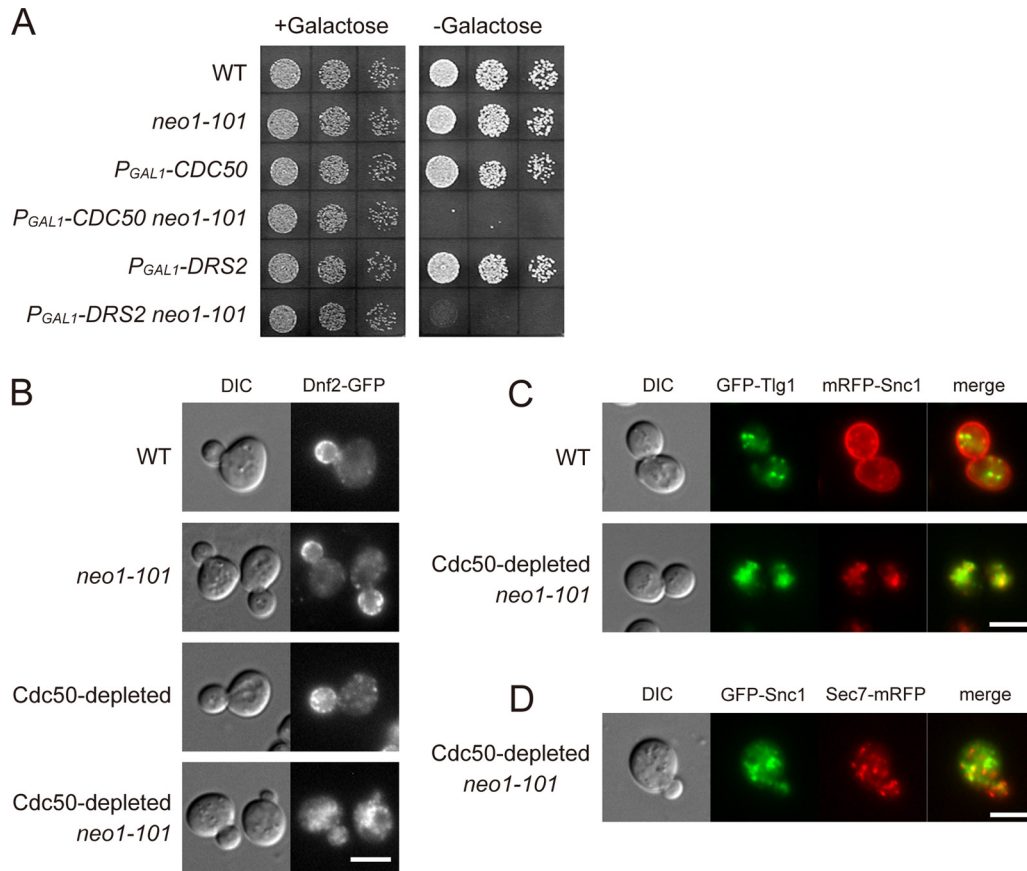 A
+Galactose -Galactose
WT
neo1-101
PGAL1-CDC50
PGAL1-CDC50 neo1-101
PGAL1-DRS2
PGAL1-DRS2 neo1-101
B
DIC Dnf2-GFP
WT
neo1-101
Cdc50-depleted
Cdc50-depleted
neo1-101
C
DIC GFP-Tlg1 mRFP-Snc1 merge
WT
Cdc50-depleted
neo1-101
D
DIC GFP-Snc1 Sec7-mRFP merge
Cdc50-depleted
neo1-101